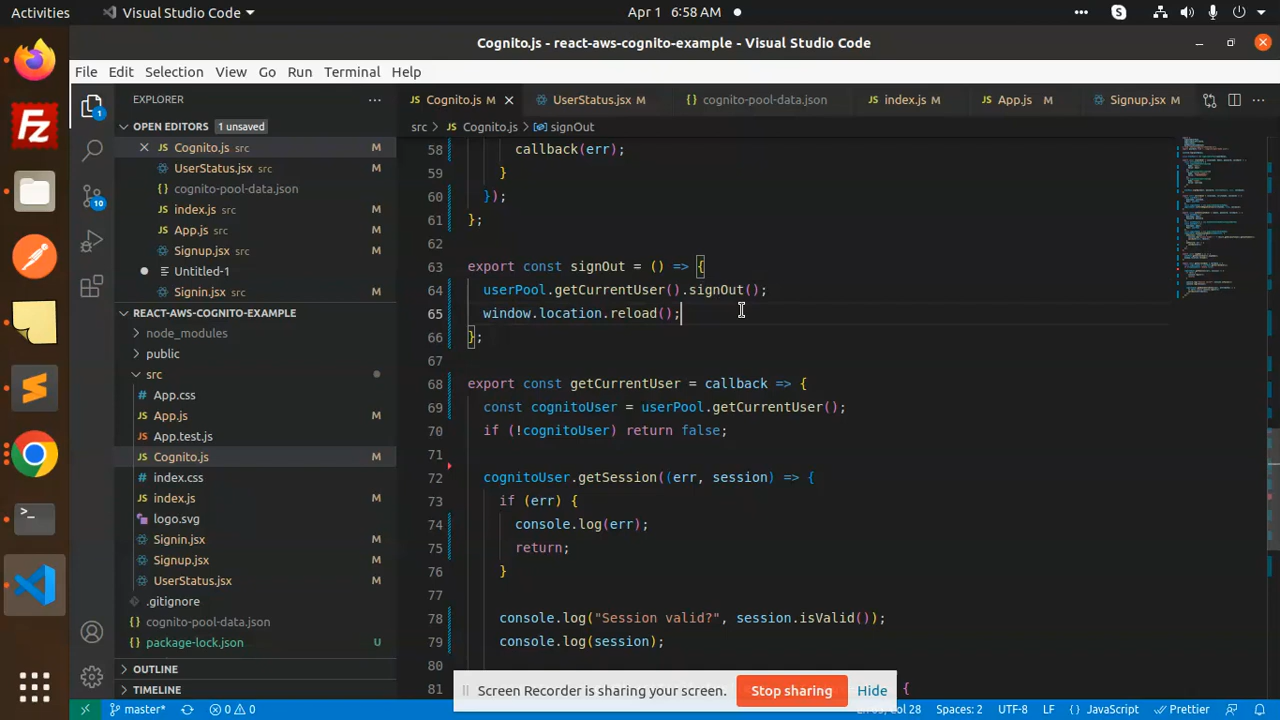 Activities Visual Studio Code Apr 1 6:58 AM
Cognito.js - react-aws-cognito-example - Visual Studio Code
File Edit Selection View Go Run Terminal Help
EXPLORER
OPEN EDITORS 1 unsaved
Cognito.js src M
UserStatus.jsx src M
cognito-pool-data.json
index.js src M
App.js src M
Signup.jsx src M
Untitled-1
Signin.jsx src M
REACT-AWS-COGNITO-EXAMPLE
node_modules
public
src
App.css
App.js M
App.test.js
Cognito.js M
index.css
index.js M
logo.svg
Signin.jsx M
Signup.jsx M
UserStatus.jsx M
.gitignore
cognito-pool-data.json
package-lock.json U
OUTLINE
TIMELINE
1
10
Cognito.js M UserStatus.jsx M cognito-pool-data.json index.js M App.js M Signup.jsx M
src > Cognito.js > signOut
58 callback(err);
59 }
60 });
61 };
62
63 export const signOut = () => {
64 userPool.getCurrentUser().signOut();
65 window.location.reload();
66 };
67
68 export const getCurrentUser = callback => {
69 const cognitoUser = userPool.getCurrentUser();
70 if (!cognitoUser) return false;
71
72 cognitoUser.getSession((err, session) => {
73 if (err) {
74 console.log(err);
75 return;
76 }
77
78 console.log("Session valid?", session.isValid());
79 console.log(session);
80
81 {
Screen Recorder is sharing your screen. Stop sharing Hide
master* 0 0 Col 28 Spaces: 2 UTF-8 LF JavaScript Prettier